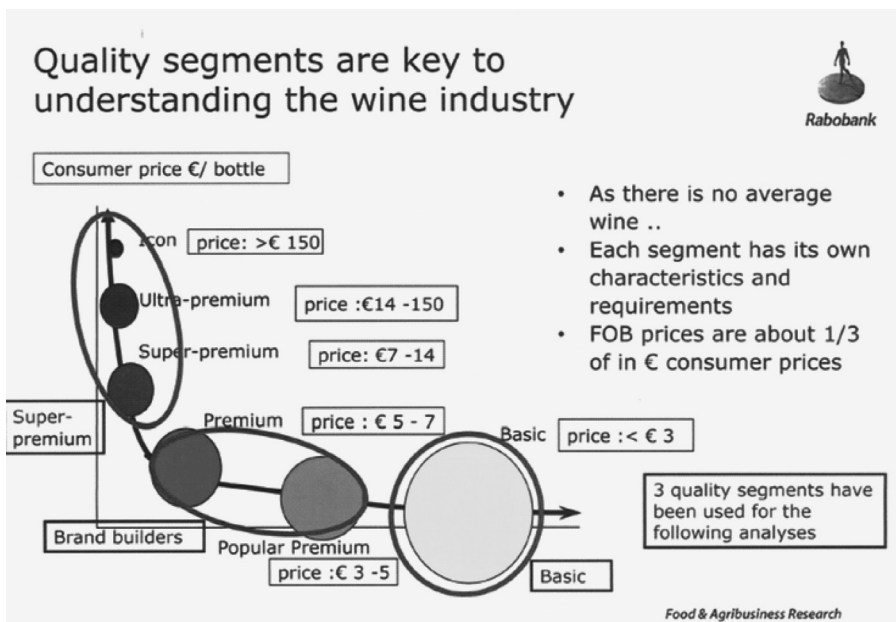 Quality segments are key to
understanding the wine industry
Rabobank
Consumer price €/ bottle
Icon
price: >€ 150
Ultra-premium
price :€14 -150
Super-premium
price: €7 -14
Super-
premium
Premium
price : € 5 - 7
Basic
price :< € 3
Brand builders
Popular Premium
price :€ 3 -5
Basic
• As there is no average
wine ..
• Each segment has its own
characteristics and
requirements
• FOB prices are about 1/3
of in € consumer prices
3 quality segments have
been used for the
following analyses
Food & Agribusiness Research